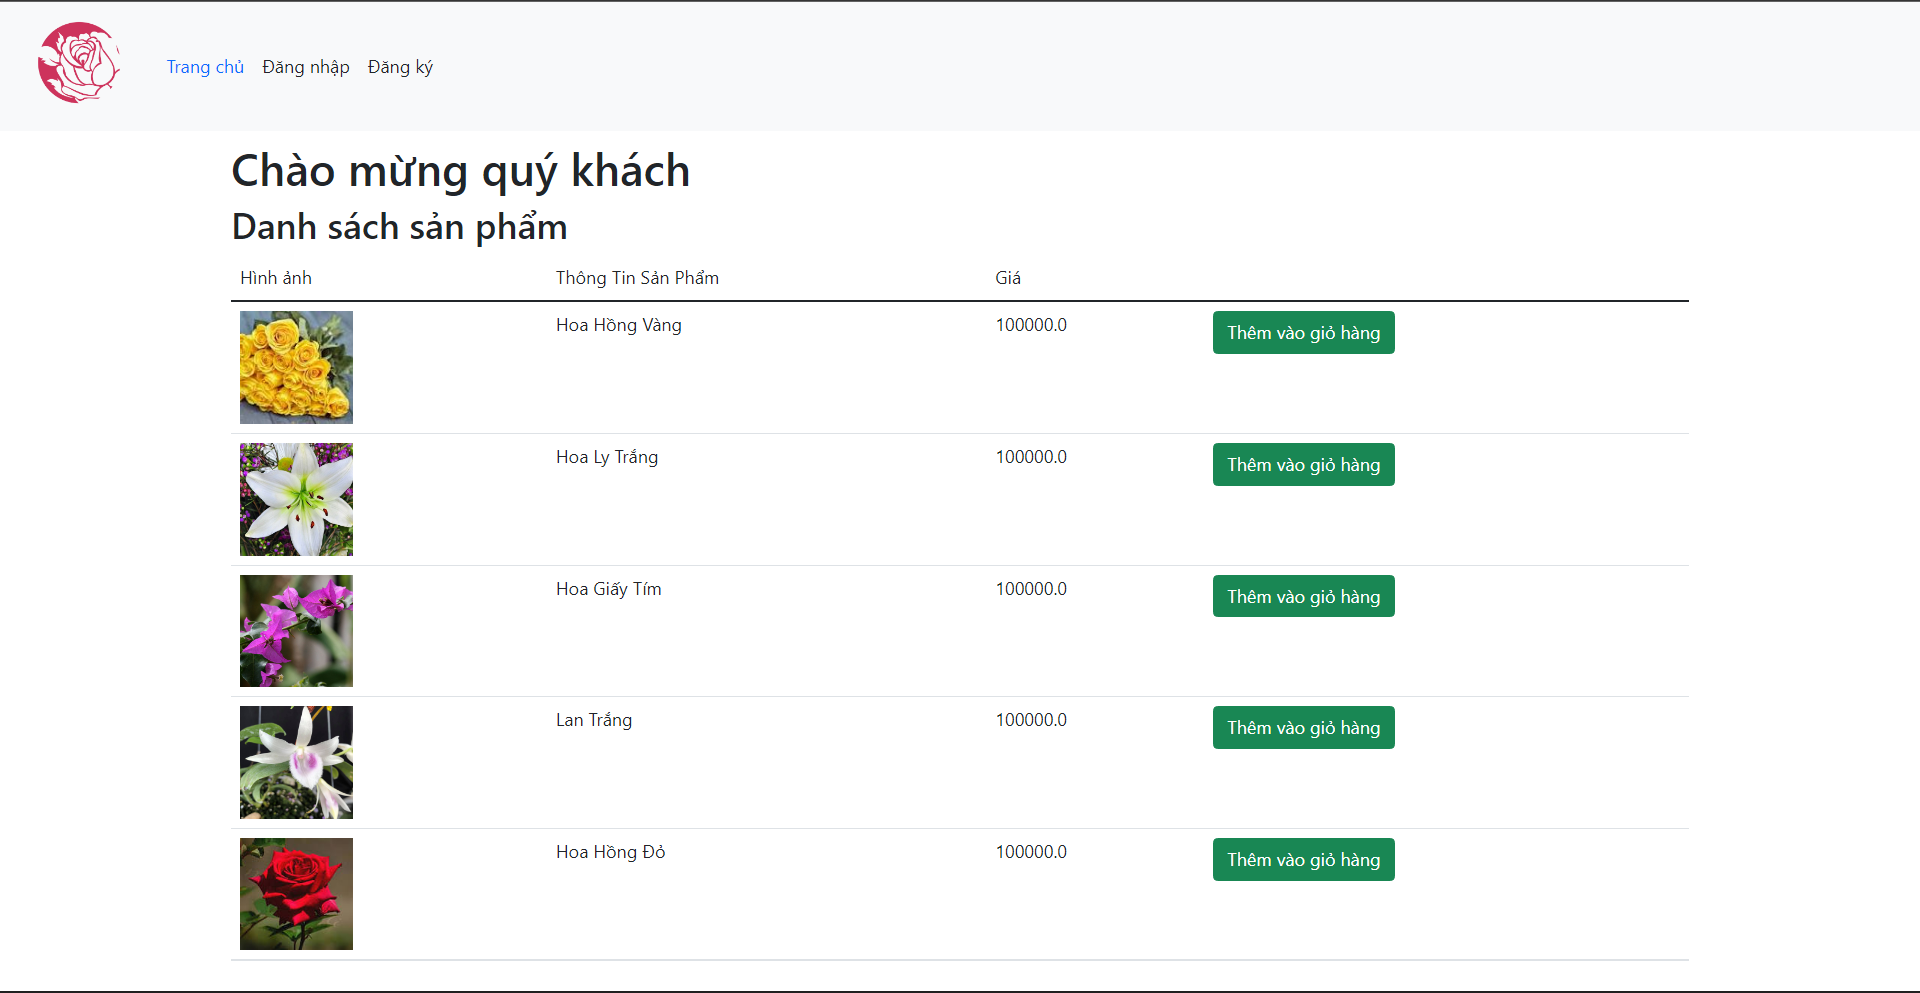 Trang chủ Đăng nhập Đăng ký
Chào mừng quý khách
Danh sách sản phẩm
Hình ảnh Thông Tin Sản Phẩm Giá
Hoa Hồng Vàng 100000.0 Thêm vào giỏ hàng
Hoa Ly Trắng 100000.0 Thêm vào giỏ hàng
Hoa Giấy Tím 100000.0 Thêm vào giỏ hàng
Lan Trắng 100000.0 Thêm vào giỏ hàng
Hoa Hồng Đỏ 100000.0 Thêm vào giỏ hàng